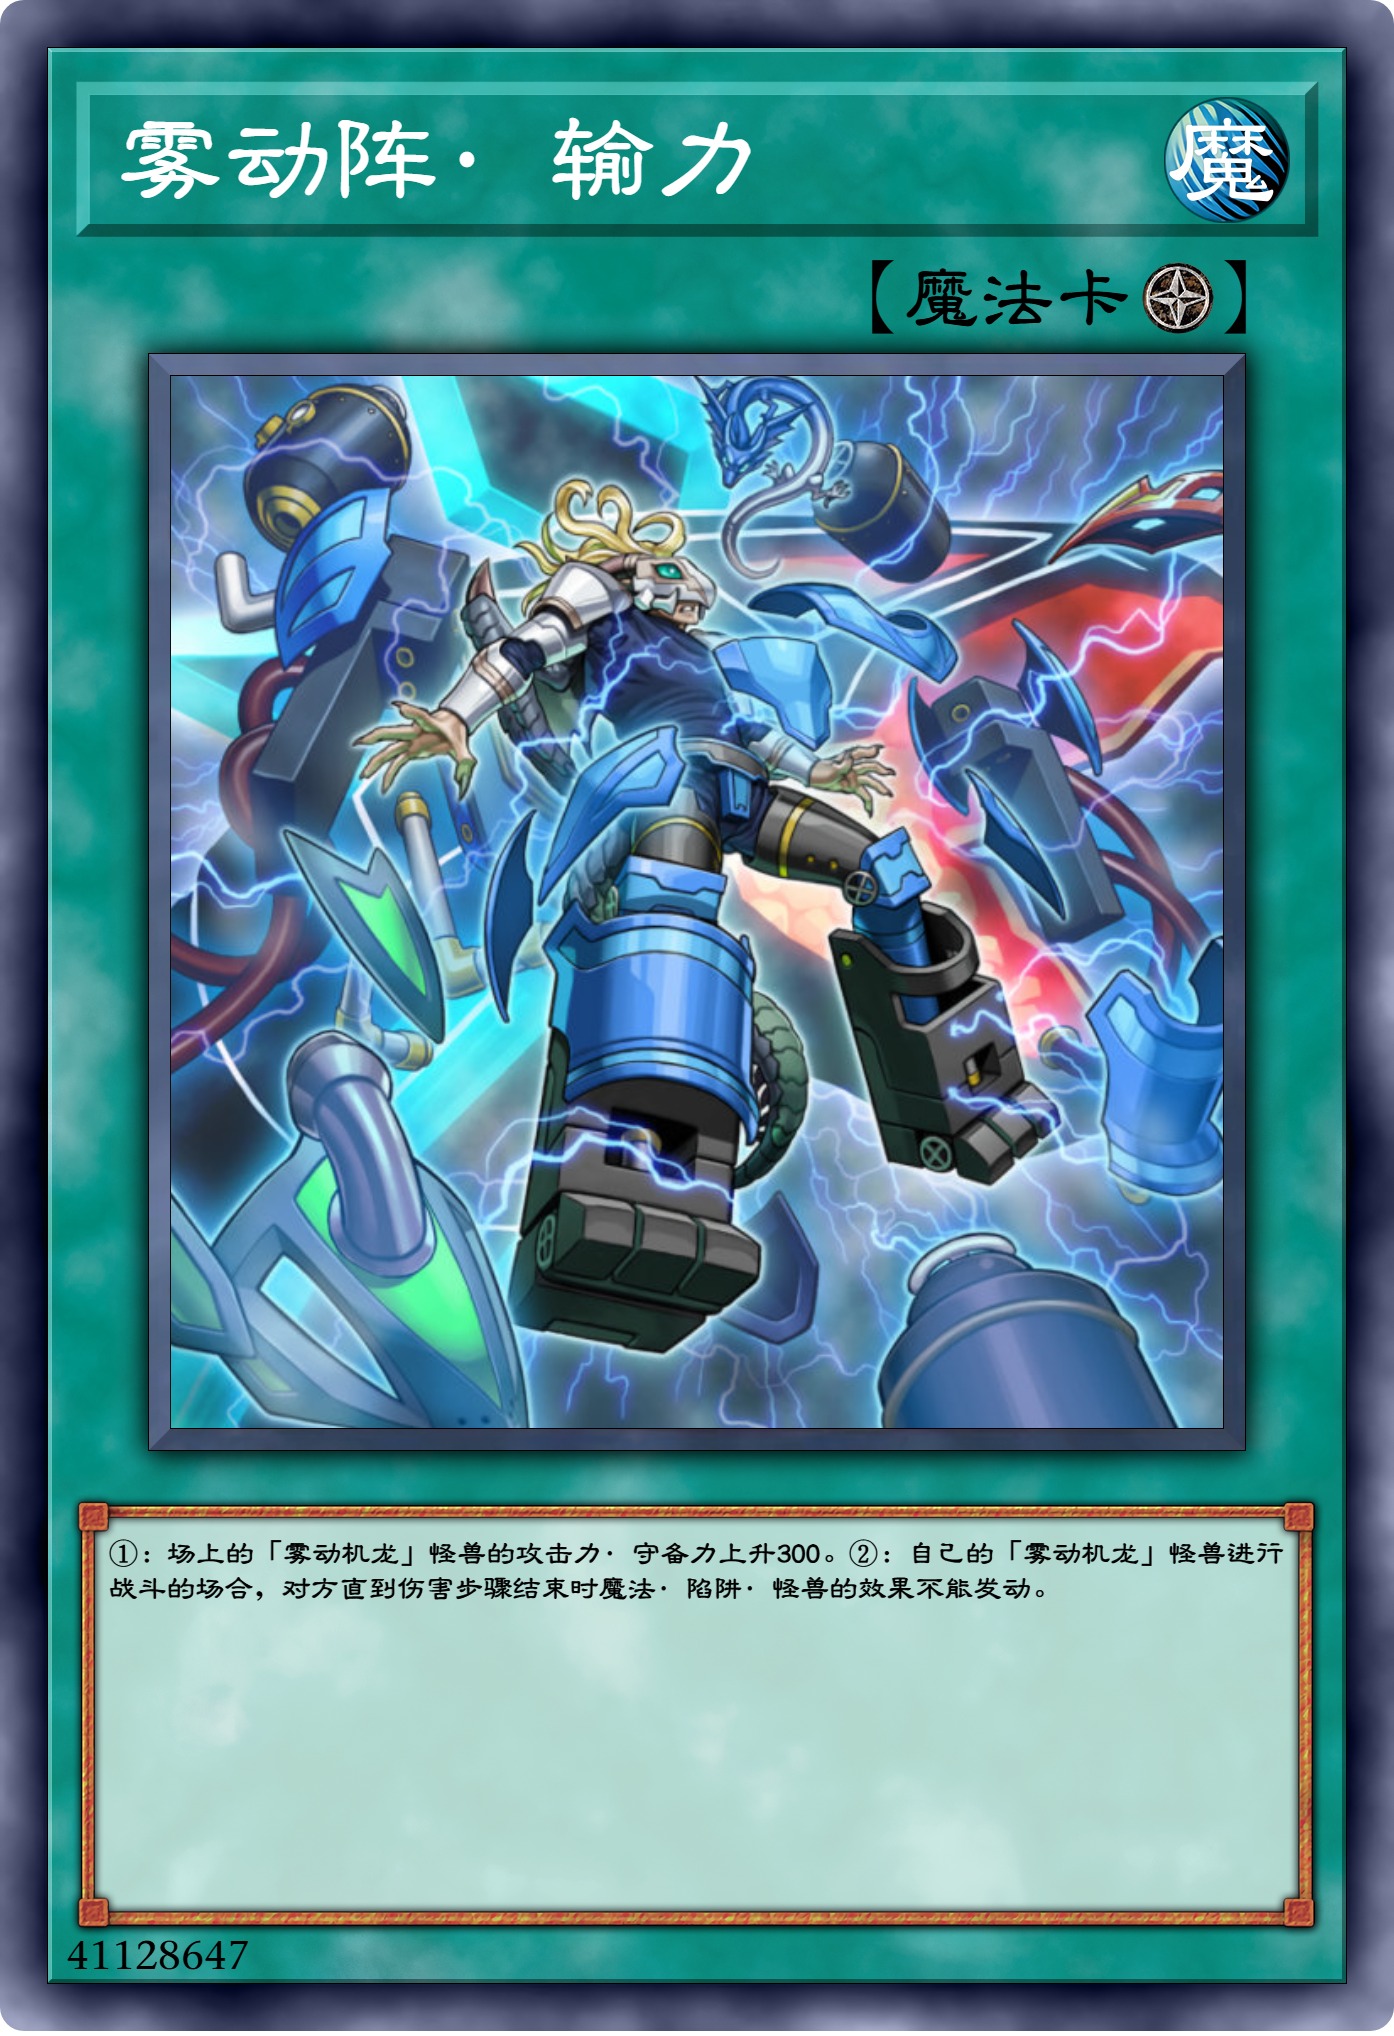 雾动阵·输力
魔
【魔法卡】
①：场上的「雾动机龙」怪兽的攻击力·守备力上升300。②：自己的「雾动机龙」怪兽进行
战斗的场合，对方直到伤害步骤结束时魔法·陷阱·怪兽的效果不能发动。
41128647